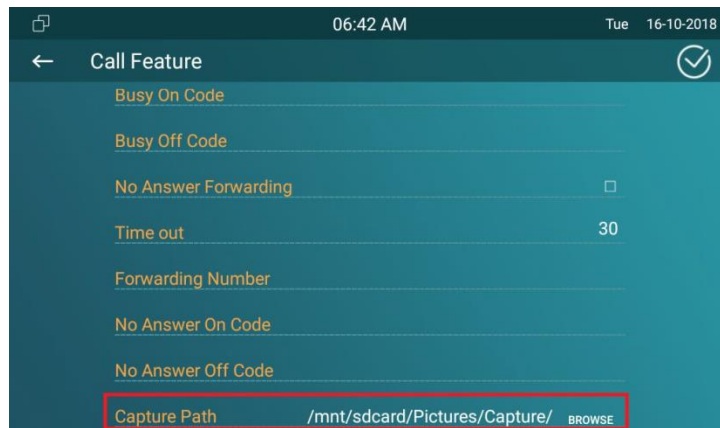 06:42 AM Tue 16-10-2018
Call Feature
Busy On Code
Busy Off Code
No Answer Forwarding
Time out 30
Forwarding Number
No Answer On Code
No Answer Off Code
Capture Path /mnt/sdcard/Pictures/Capture/ BROWSE